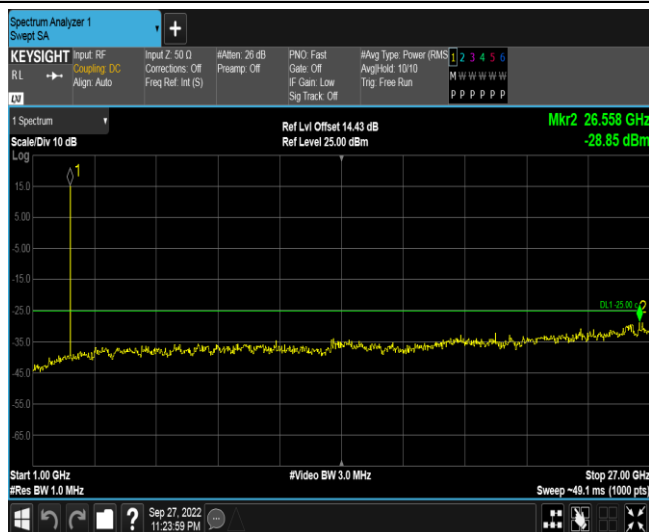 Spectrum Analyzer 1
Swept SA
KEYSIGHT
RL
LXI
Input: RF
Coupling: DC
Align: Auto
Input Z: 50 Ω
Corrections: Off
Freq Ref: Int (S)
#Atten: 26 dB
Preamp: Off
PNO: Fast
Gate: Off
IF Gain: Low
Sig Track: Off
#Avg Type: Power (RMS
Avg|Hold: 10/10
Trig: Free Run
1 2 3 4 5 6
M W W W W W
P P P P P P
1 Spectrum
Scale/Div 10 dB
Ref Lvl Offset 14.43 dB
Ref Level 25.00 dBm
Mkr2 26.558 GHz
-28.85 dBm
Log
1
15.0
5.00
-5.00
-15.0
-25.0
DL1 -25.00
2
-35.0
-45.0
-55.0
-65.0
Start 1.00 GHz
#Video BW 3.0 MHz
Stop 27.00 GHz
#Res BW 1.0 MHz
Sweep ~49.1 ms (1000 pts)
?
Sep 27, 2022
11:23:59 PM